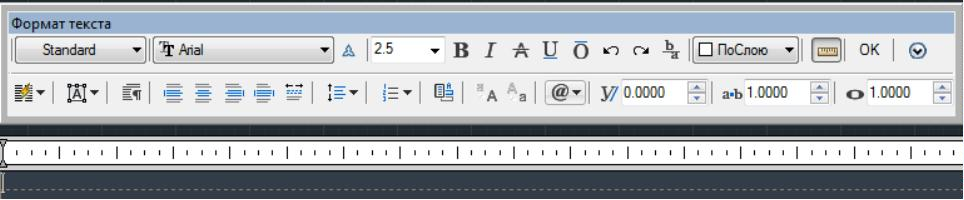 Формат текста
Standard Arial 2.5 B I A U O b/a ПоСлою OK
@ 0.0000 a•b 1.0000 1.0000